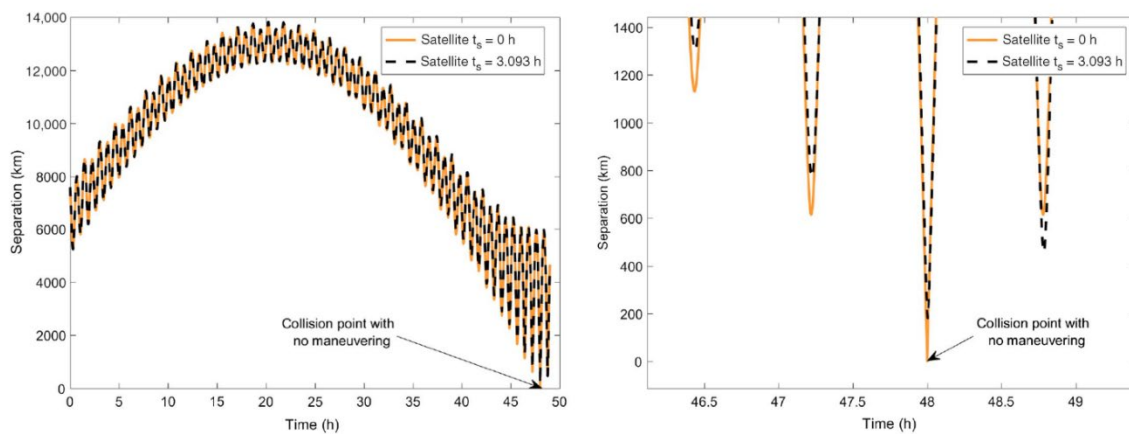 14,000
12,000
10,000
8000
6000
4000
2000
0
Separation (km)
0 5 10 15 20 25 30 35 40 45 50
Time (h)
Satellite t_s = 0 h
Satellite t_s = 3.093 h
Collision point with
no maneuvering
1400
1200
1000
800
600
400
200
0
Separation (km)
46.5 47 47.5 48 48.5 49
Time (h)
Satellite t_s = 0 h
Satellite t_s = 3.093 h
Collision point with
no maneuvering